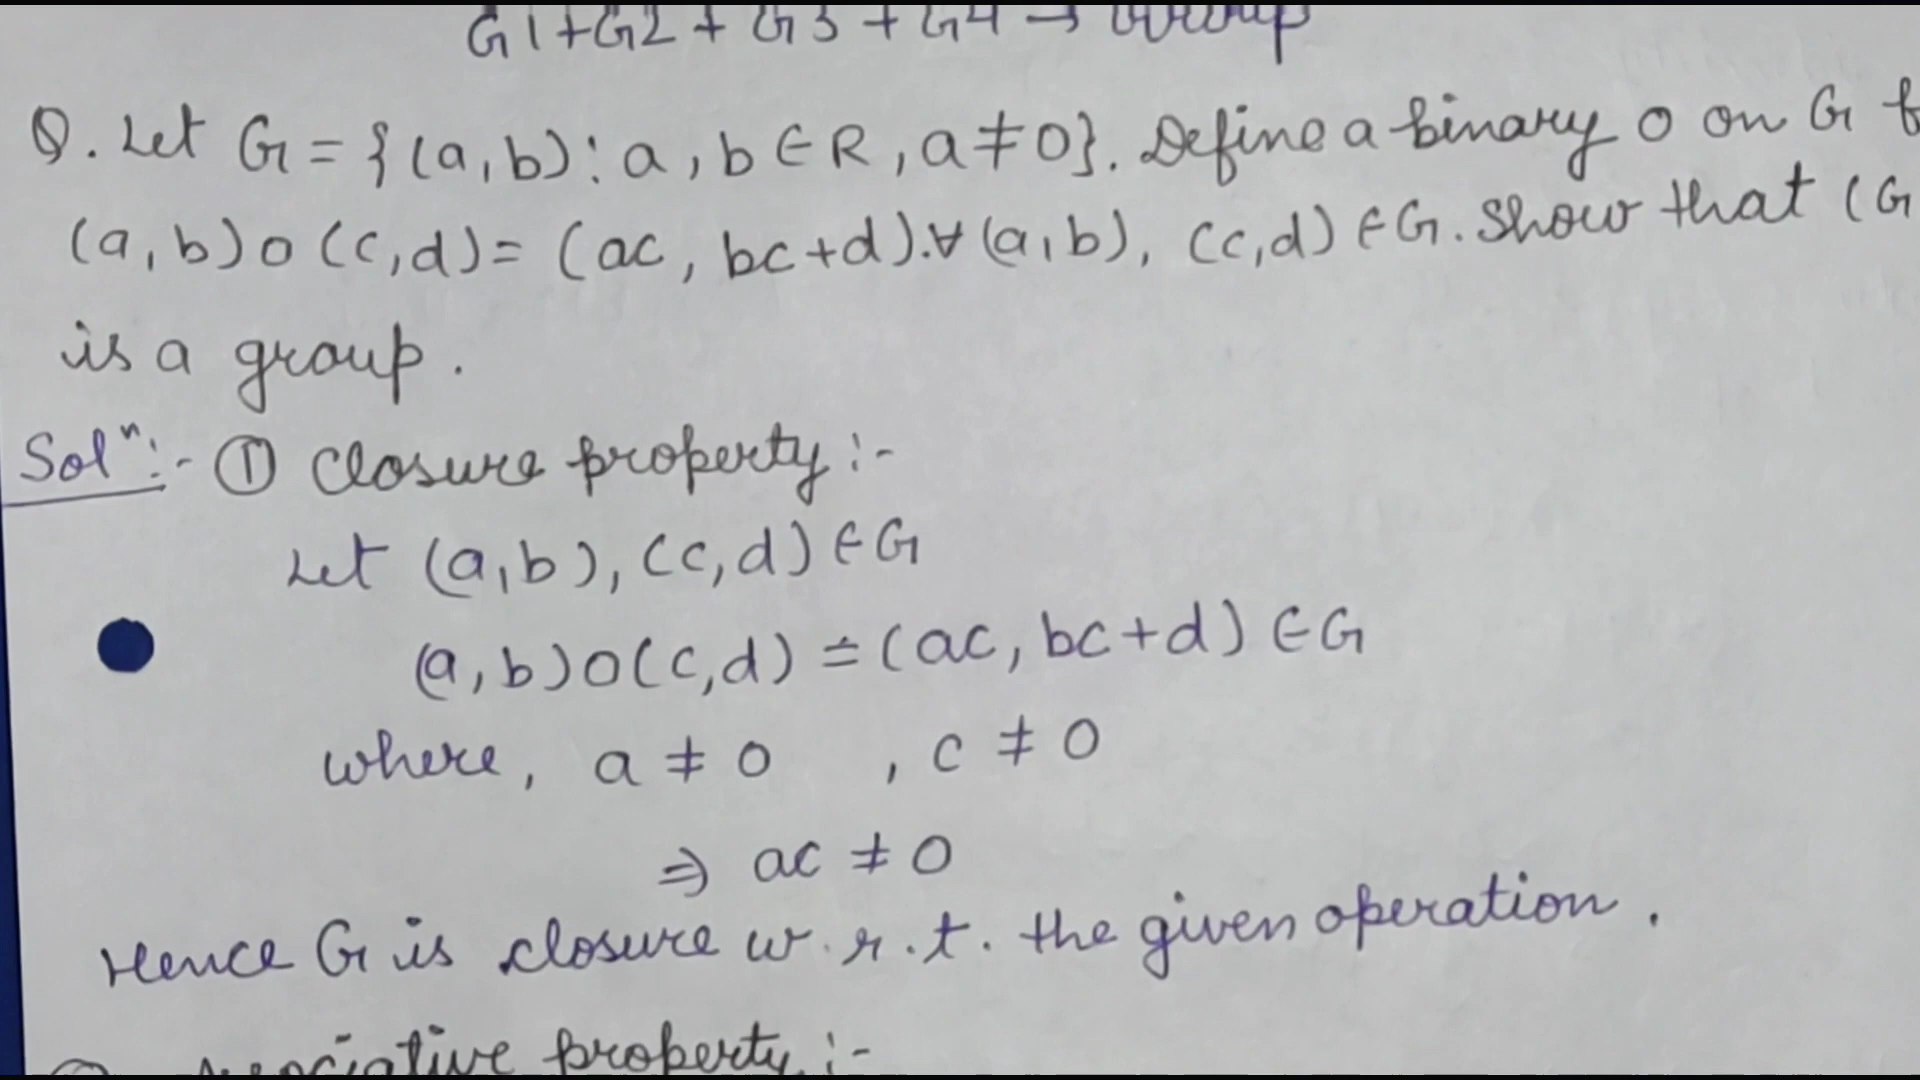 G1+G2+G3+G4→Group
Q. Let G={(a,b):a,b∈R,a≠0}. Define a binary o on G
(a,b)o(c,d)=(ac,bc+d).∀(a,b),(c,d)∈G. Show that (G
is a group.
Solⁿ:- ① Closure property:-
Let (a,b),(c,d)∈G
(a,b)o(c,d)=(ac,bc+d)∈G
where, a≠0 , c≠0
⇒ ac≠0
Hence G is closure w.r.t. the given operation.
property:-